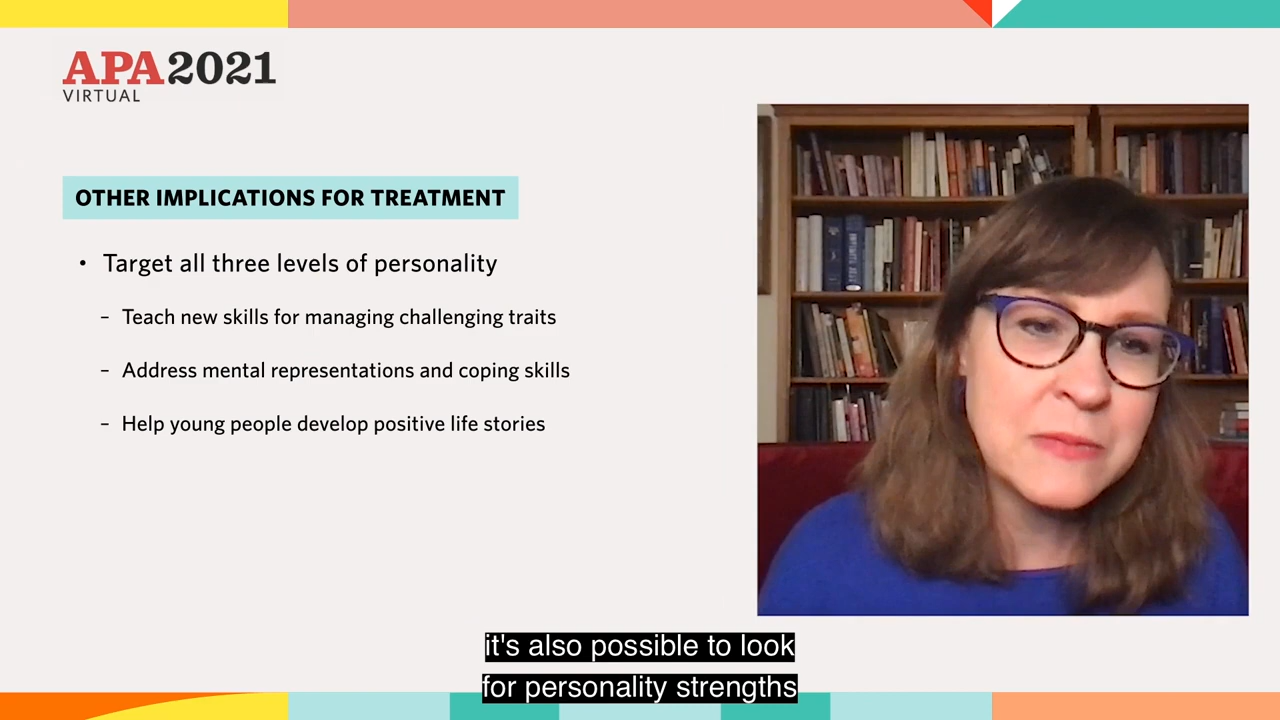 APA2021
VIRTUAL
OTHER IMPLICATIONS FOR TREATMENT
• Target all three levels of personality
– Teach new skills for managing challenging traits
– Address mental representations and coping skills
– Help young people develop positive life stories
INFINITE JEST
it's also possible to look
for personality strengths